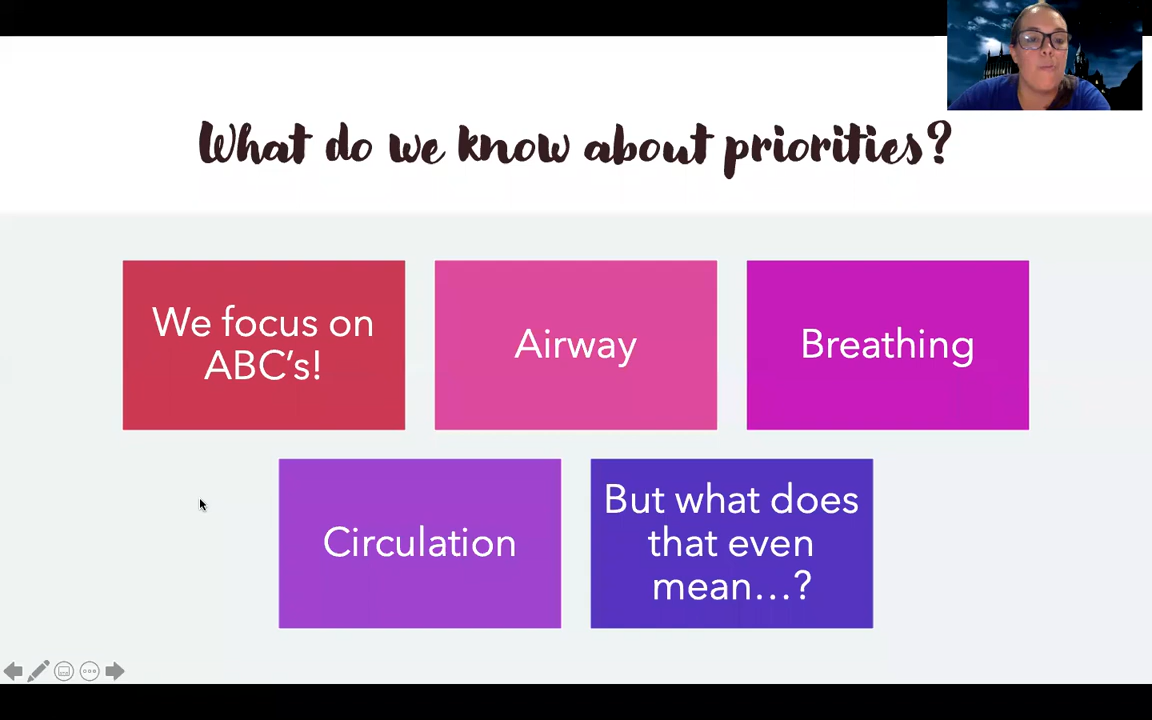 What do we know about priorities?
We focus on
ABC's!
Airway
Breathing
Circulation
But what does
that even
mean...?